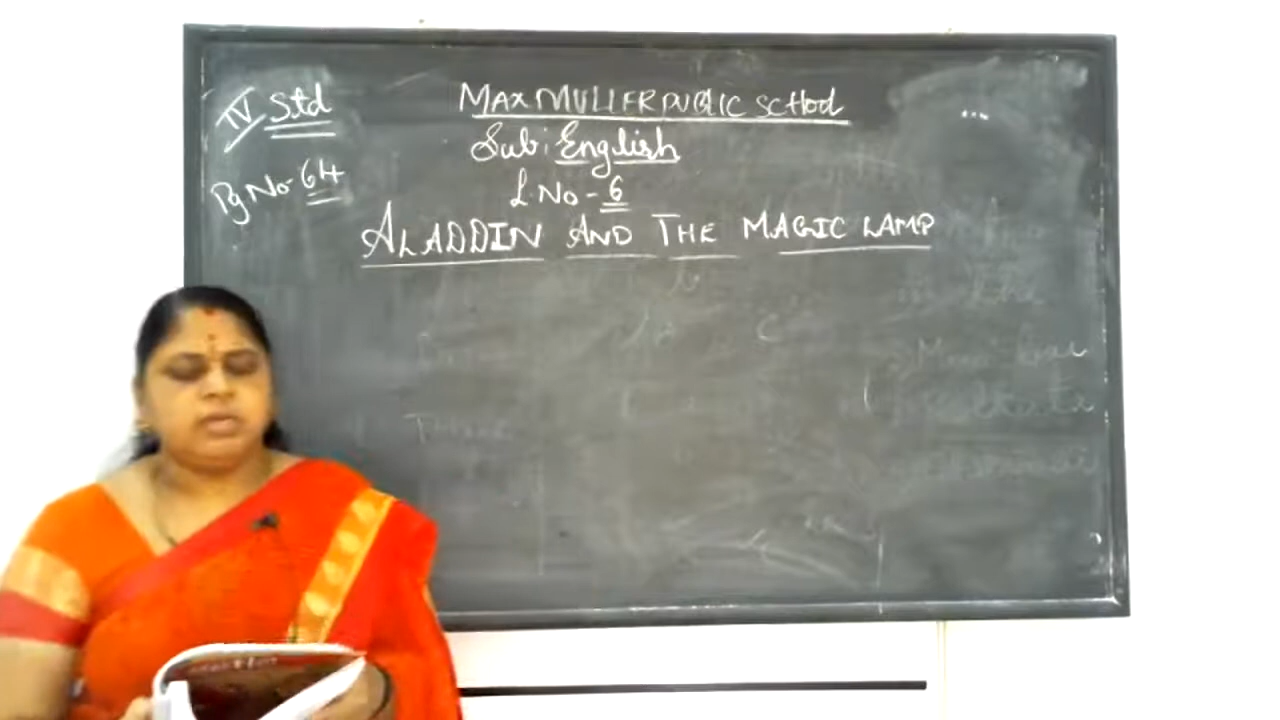 IV Std
MAX MULLER PUBLIC SCHOOL
Sub: English
Pg No- 64
L.No - 6
ALADDIN AND THE MAGIC LAMP